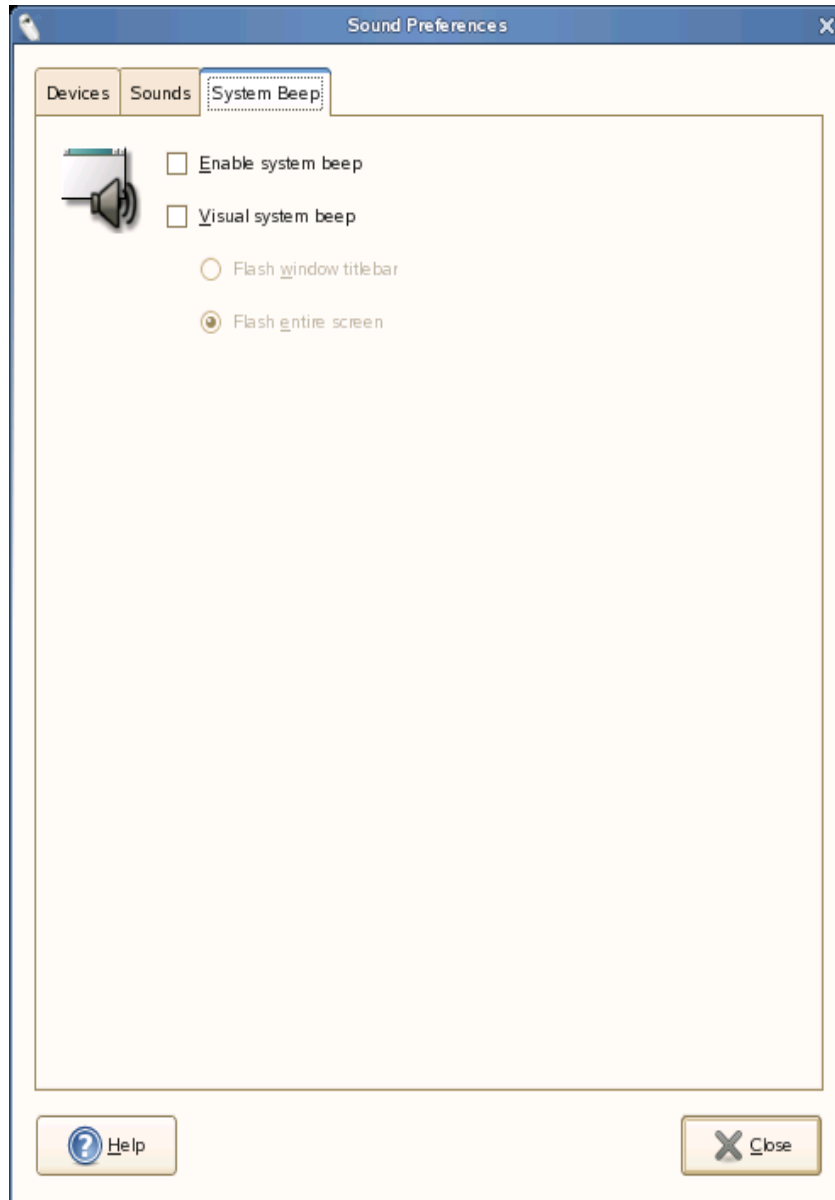 Sound Preferences
Devices Sounds System Beep
Enable system beep
Visual system beep
Flash window titlebar
Flash entire screen
Help Close